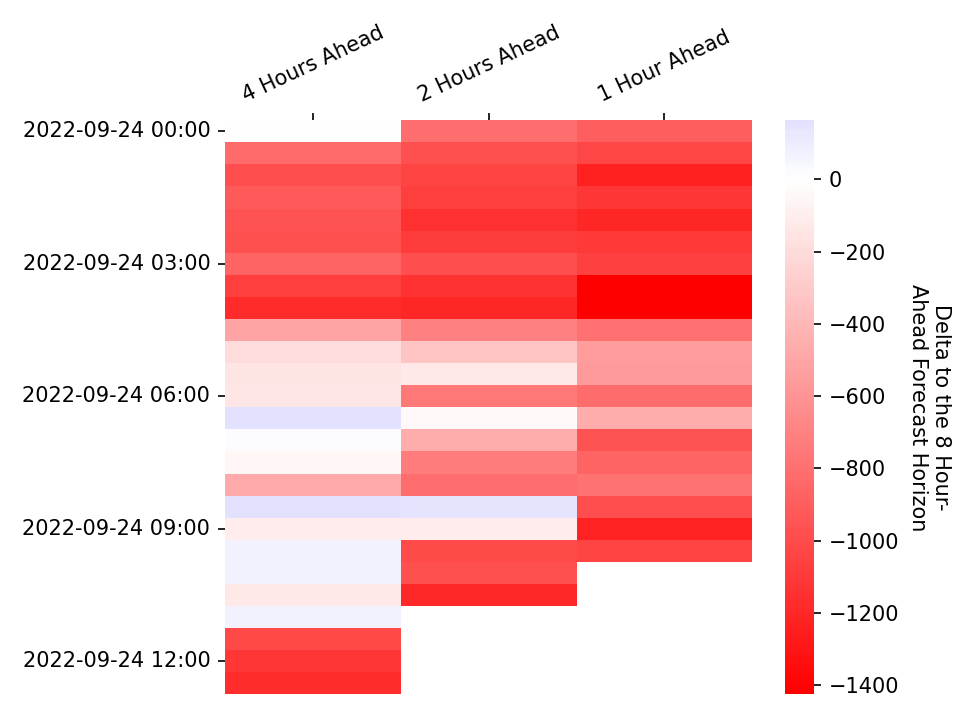 4 Hours Ahead
2 Hours Ahead
1 Hour Ahead
2022-09-24 00:00
2022-09-24 03:00
2022-09-24 06:00
2022-09-24 09:00
2022-09-24 12:00
0
−200
−400
−600
−800
−1000
−1200
−1400
Delta to the 8 Hour-
Ahead Forecast Horizon